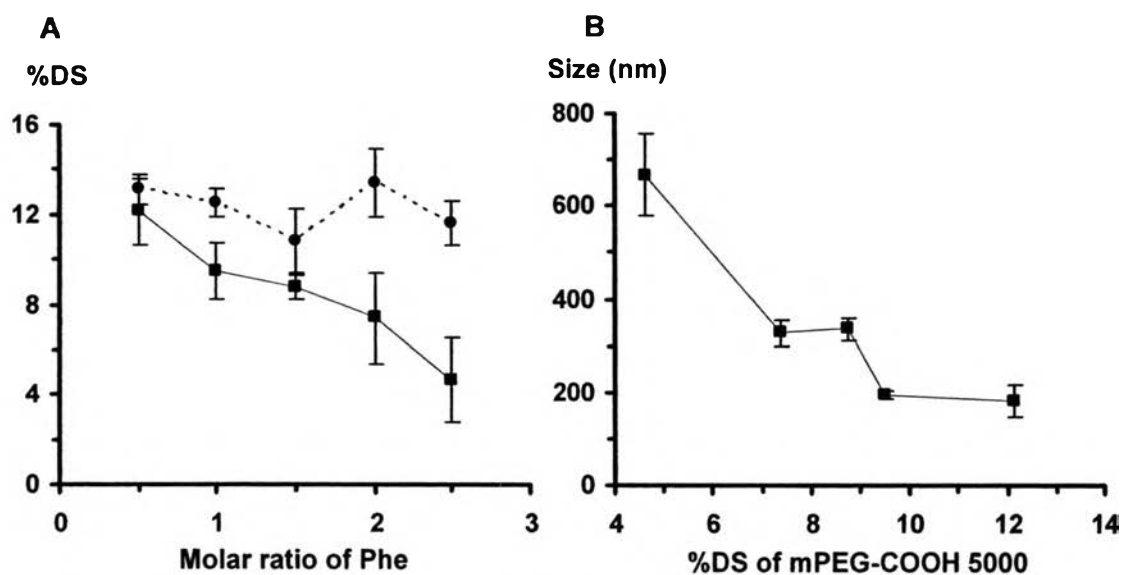 A
%DS
16
12
8
4
0
0 1 2 3
Molar ratio of Phe
B
Size (nm)
800
600
400
200
0
4 6 8 10 12 14
%DS of mPEG-COOH 5000